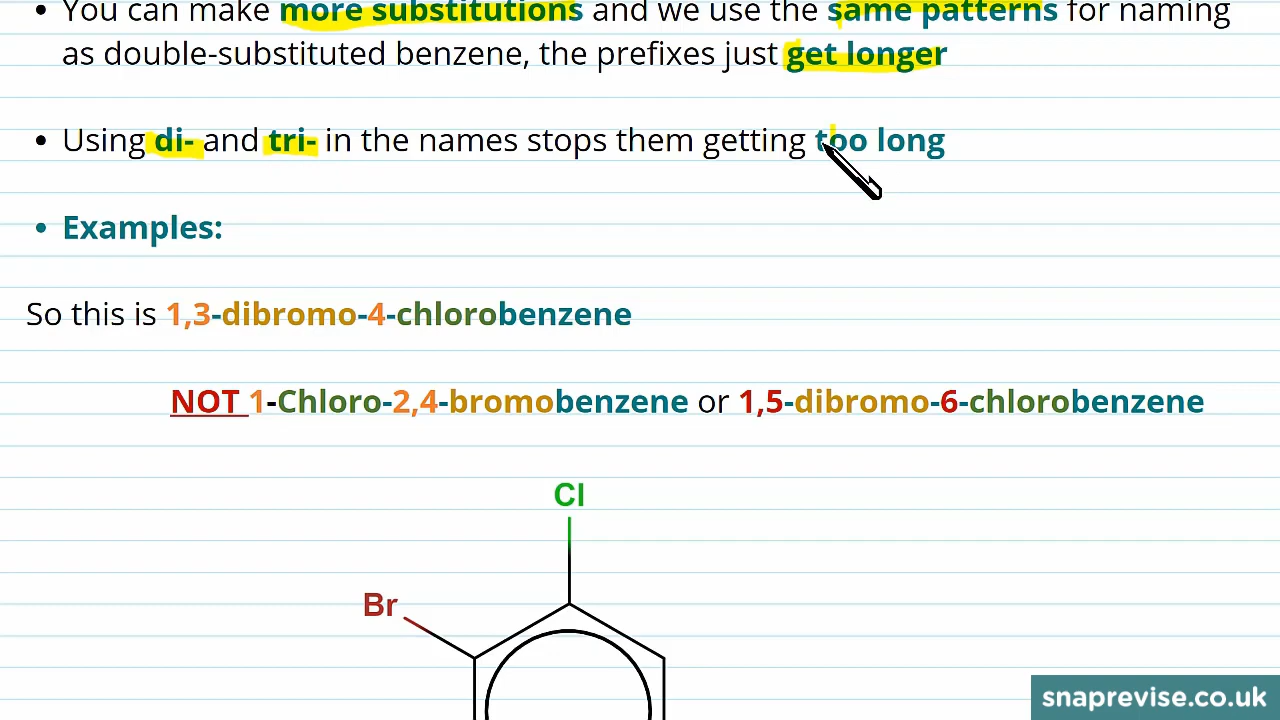 You can make more substitutions and we use the same patterns for naming
as double-substituted benzene, the prefixes just get longer
• Using di- and tri- in the names stops them getting too long
• Examples:
So this is 1,3-dibromo-4-chlorobenzene
NOT 1-Chloro-2,4-bromobenzene or 1,5-dibromo-6-chlorobenzene
Cl
Br
snaprevise.co.uk